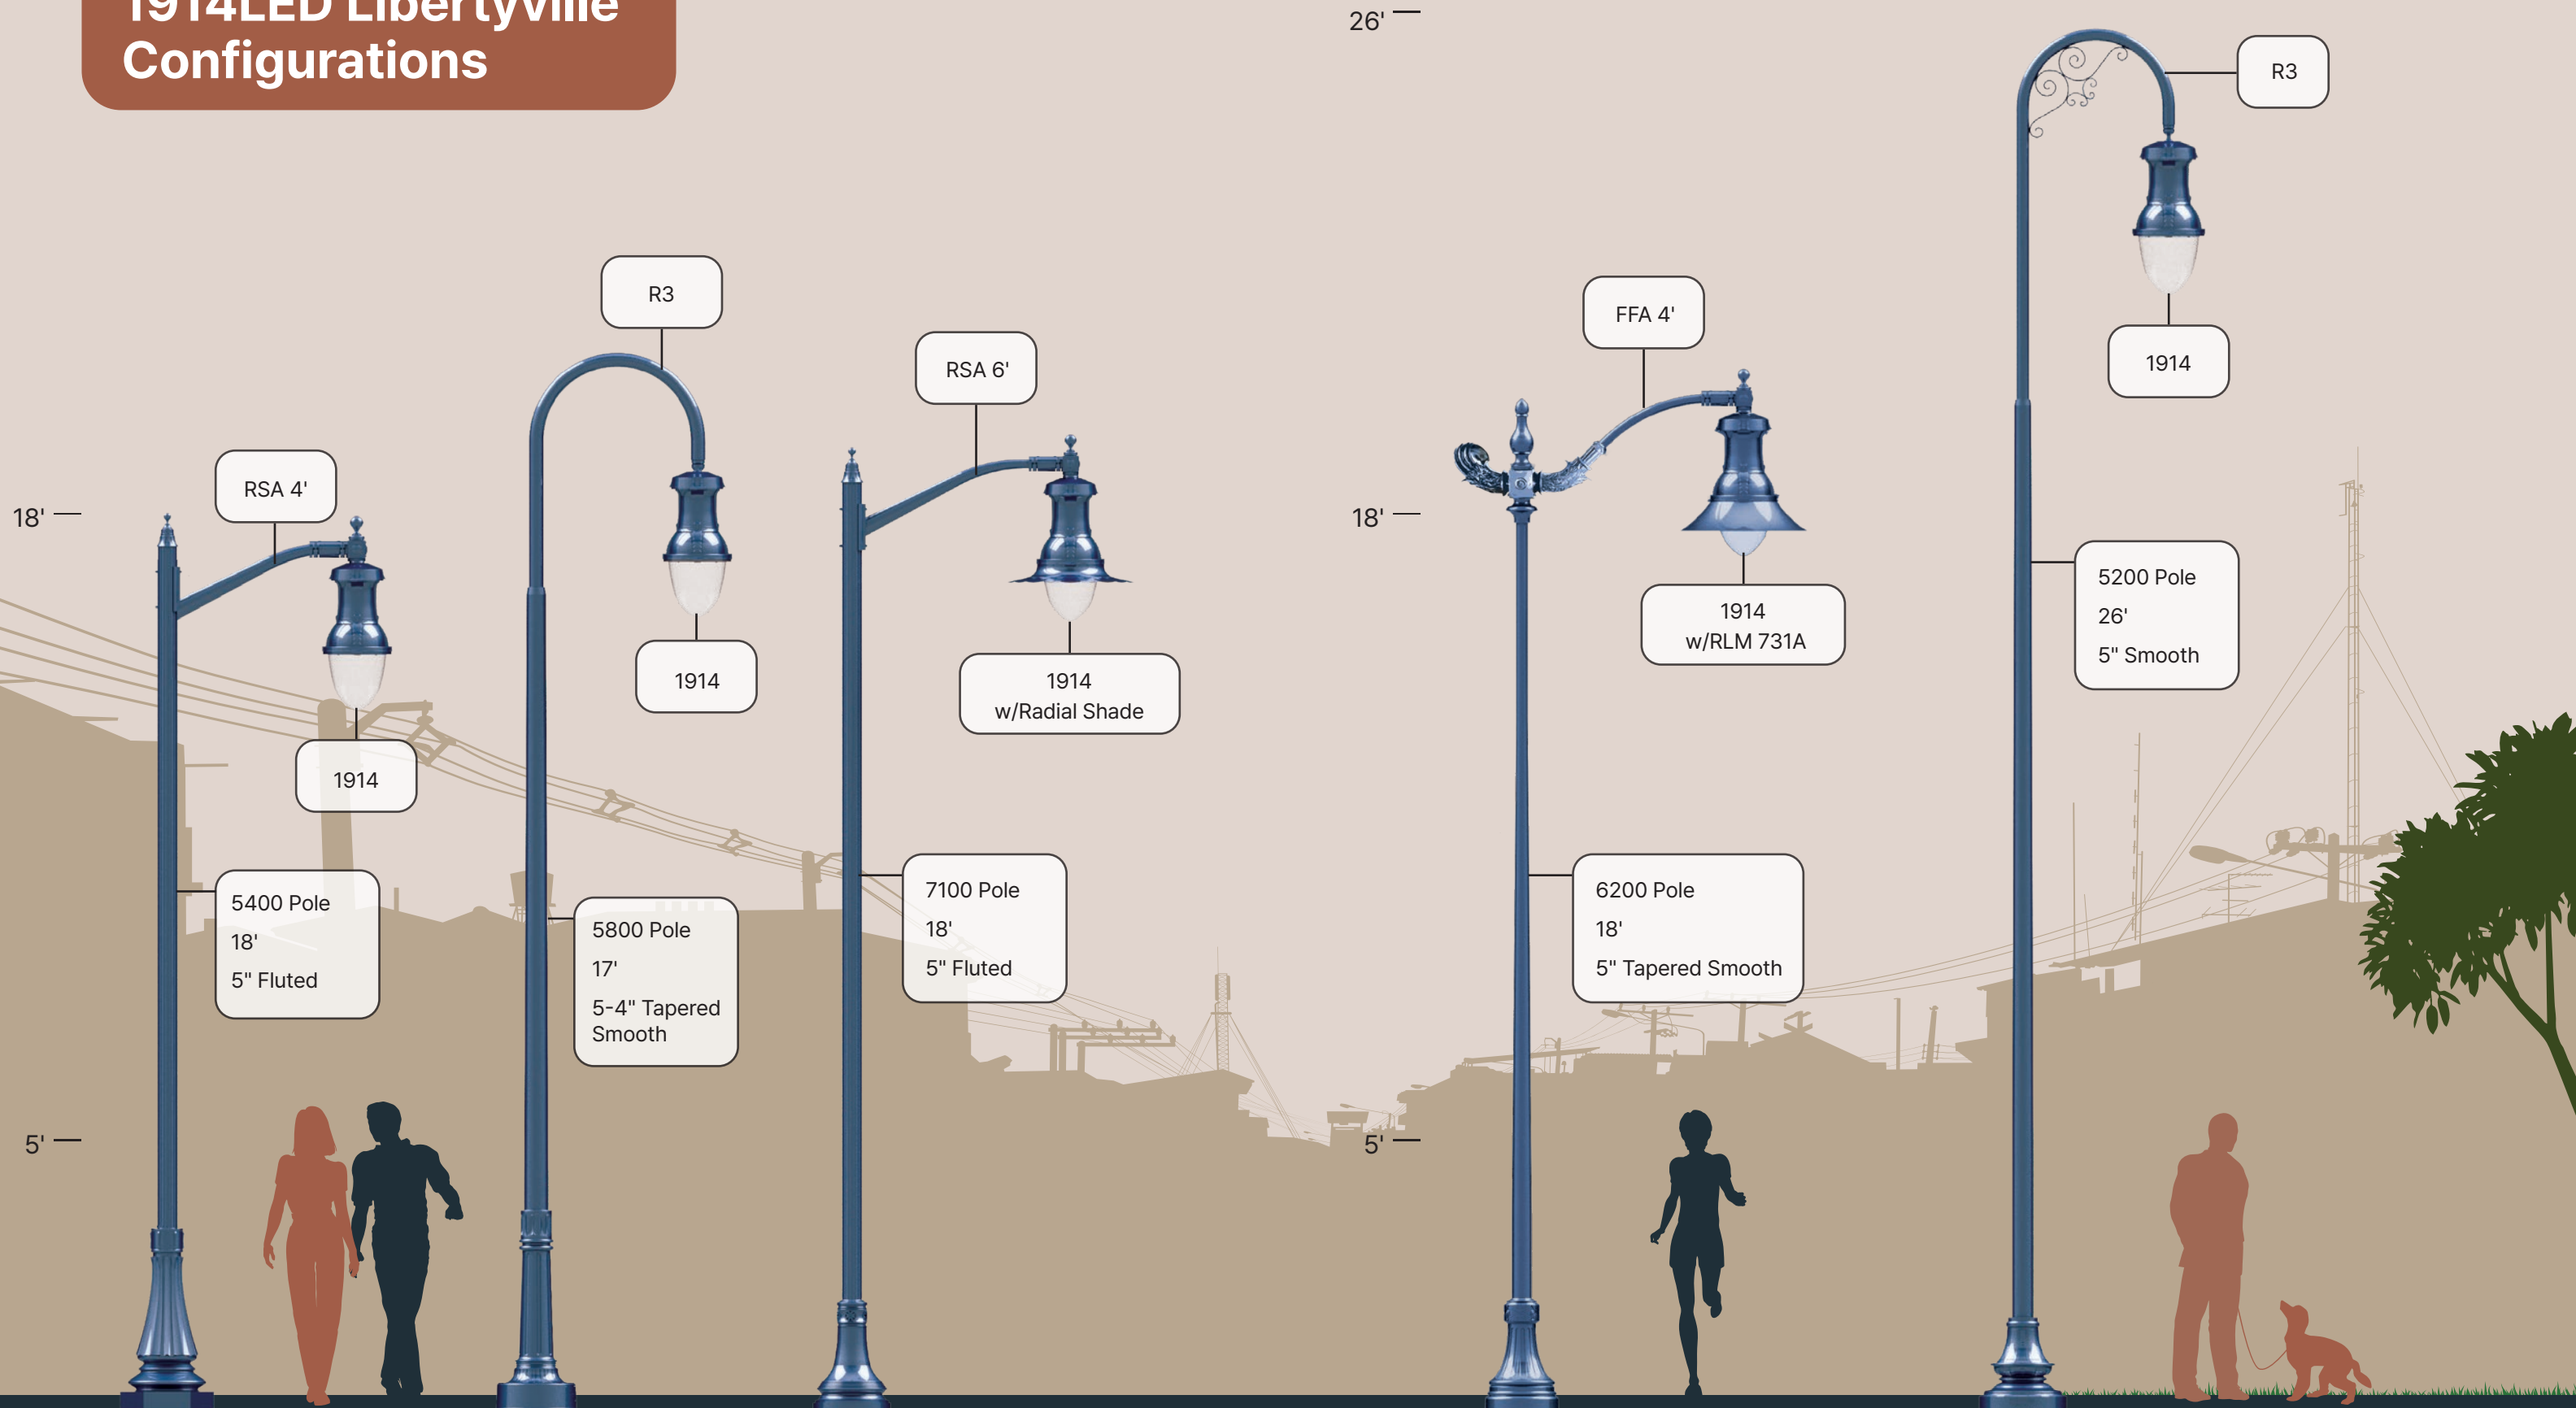 1914LED Libertyville
Configurations
26'
R3
R3
FFA 4'
RSA 6'
1914
RSA 4'
18'
18'
5200 Pole
26'
5" Smooth
1914
w/RLM 731A
1914
1914
w/Radial Shade
1914
5400 Pole
18'
5" Fluted
5800 Pole
17'
5-4" Tapered
Smooth
7100 Pole
18'
5" Fluted
6200 Pole
18'
5" Tapered Smooth
5'
5'